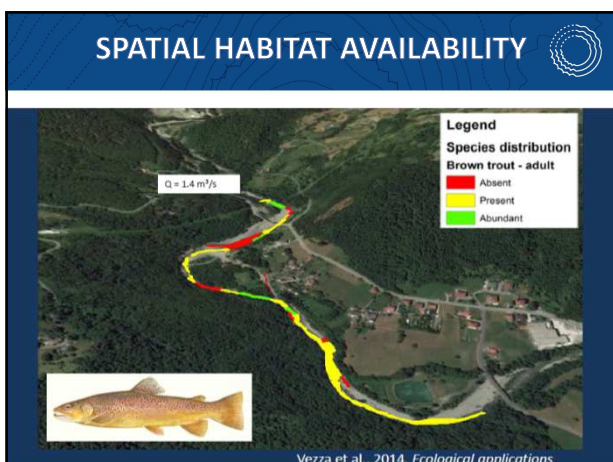 SPATIAL HABITAT AVAILABILITY
Legend
Species distribution
Brown trout - adult
Absent
Present
Abundant
Q = 1.4 m³/s
Vezza et al., 2014, Ecological applications